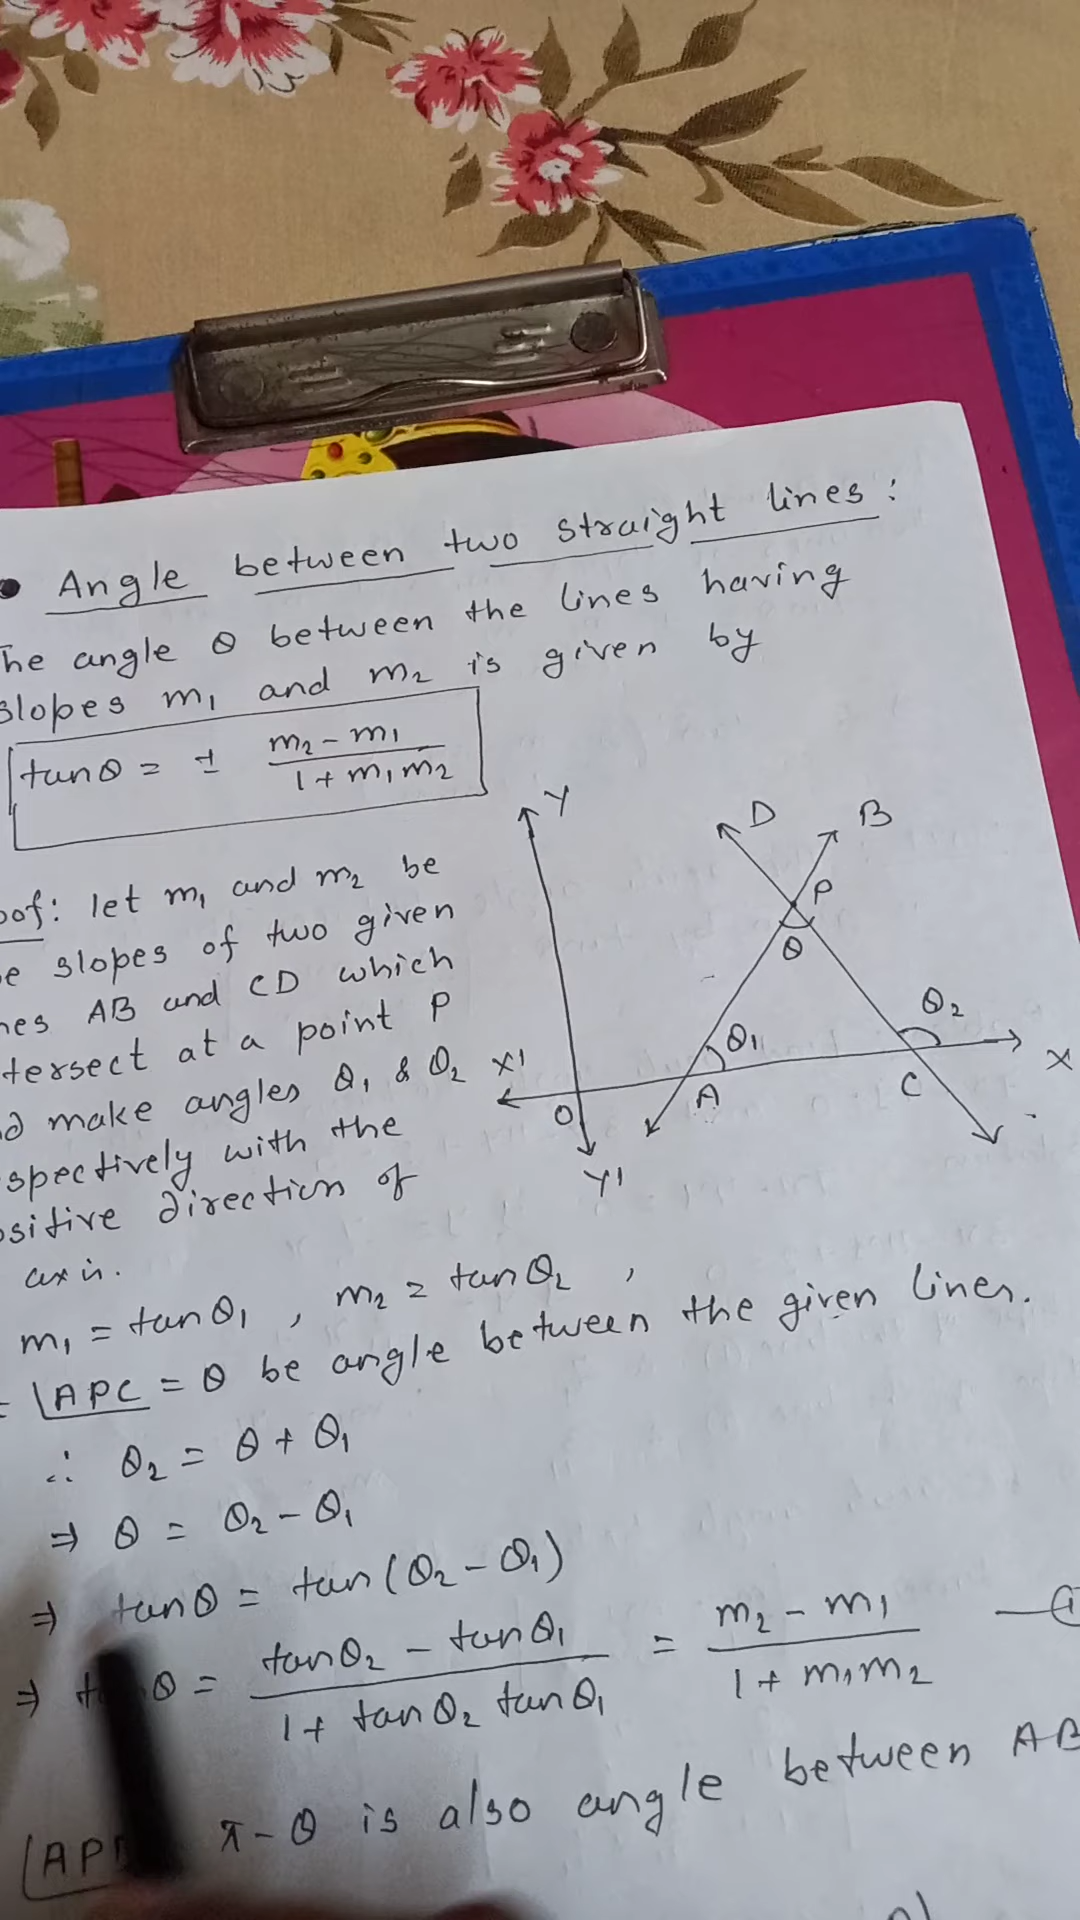 Angle between two straight lines:
The angle θ between the lines having
slopes m₁ and m₂ is given by
tanθ = ± (m₂ - m₁)/(1 + m₁m₂)
Y
D
B
P
θ
θ₁
θ₂
X'
O
A
C
X
Y'
oof: let m₁ and m₂ be
e slopes of two given
nes AB and CD which
tersect at a point P
d make angles θ₁ & θ₂
spectively with the
ositive direction of
axis.
m₁ = tanθ₁ , m₂ = tanθ₂ ,
∠APC = θ be angle between the given lines.
∴ θ₂ = θ + θ₁
⇒ θ = θ₂ - θ₁
⇒ tanθ = tan(θ₂ - θ₁)
⇒ tanθ = (tanθ₂ - tanθ₁)/(1 + tanθ₂ tanθ₁) = (m₂ - m₁)/(1 + m₁m₂) —
π - θ is also angle between AB